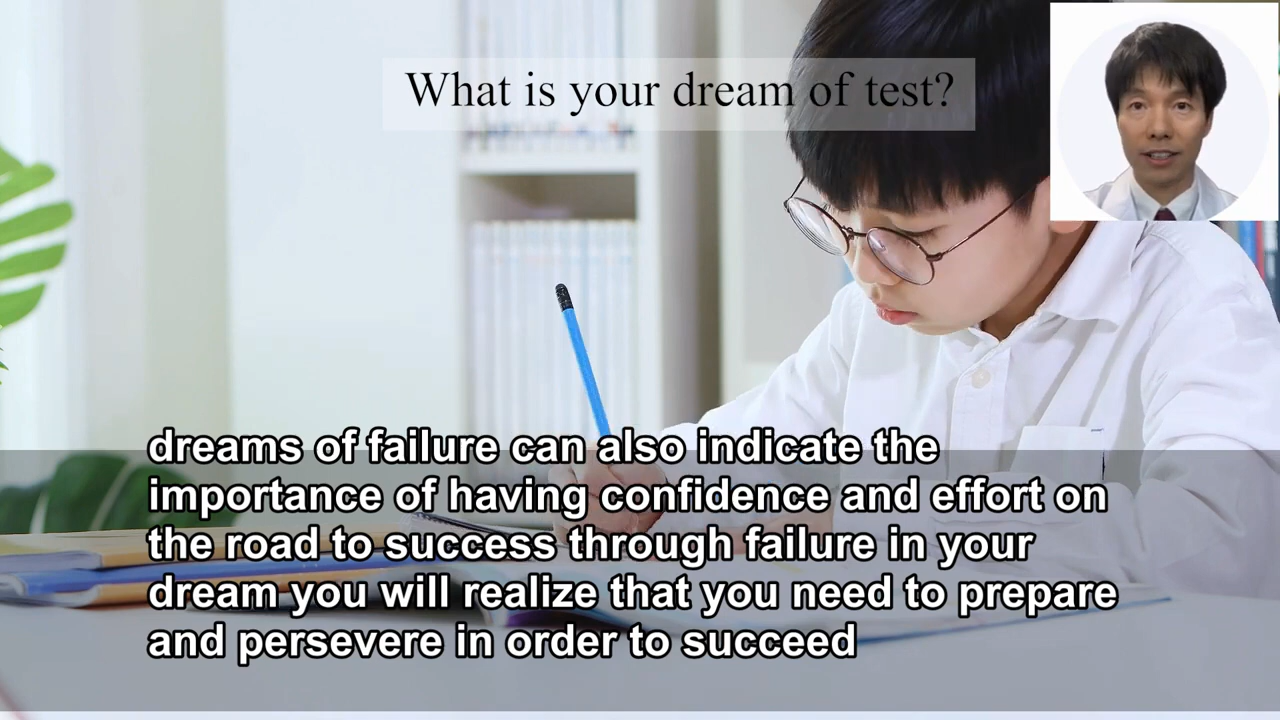 What is your dream of test?
dreams of failure can also indicate the
importance of having confidence and effort on
the road to success through failure in your
dream you will realize that you need to prepare
and persevere in order to succeed